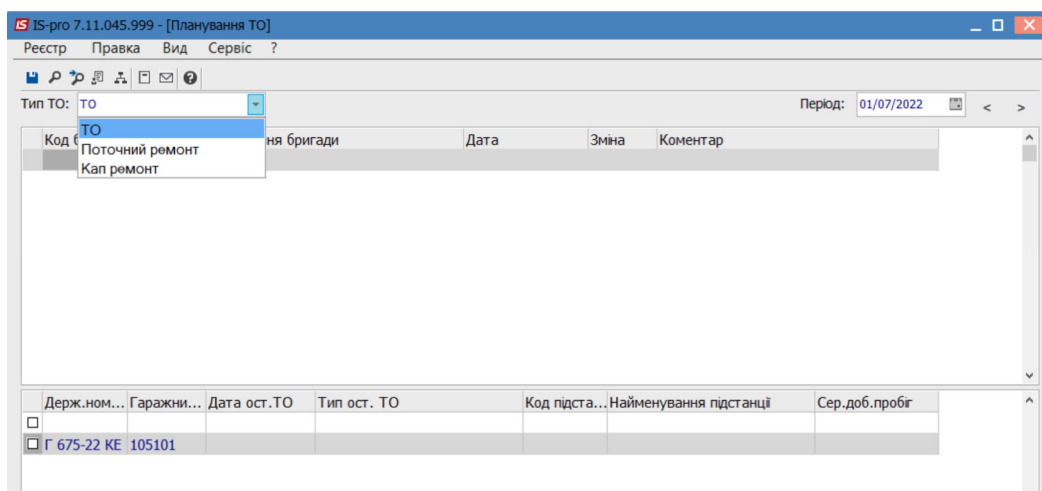 IS IS-pro 7.11.045.999 - [Планування ТО]
Реєстр Правка Вид Сервіс ?
Тип ТО: ТО Період: 01/07/2022 < >
Код ння бригади Дата Зміна Коментар
ТО
Поточний ремонт
Кап ремонт
Держ.ном... Гаражни... Дата ост.ТО Тип ост. ТО Код підста... Найменування підстанції Сер.доб.пробіг
Г 675-22 КЕ 105101